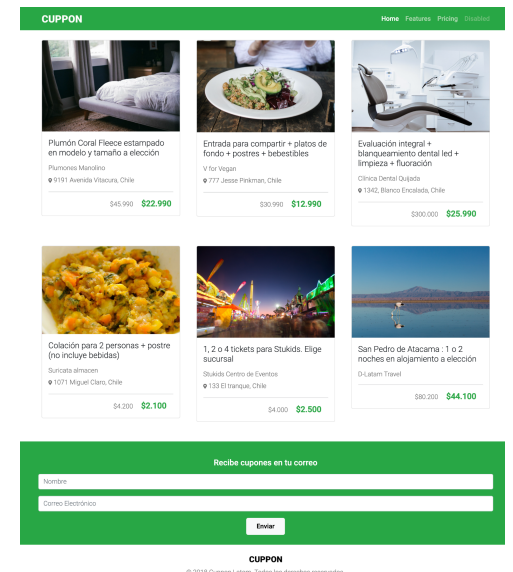 CUPPON
Home Features Pricing Disabled
Plumón Coral Fleece estampado
en modelo y tamaño a elección
Plumones Manolino
9191 Avenida Vitacura, Chile
$45.990 $22.990
Entrada para compartir + platos de
fondo + postres + bebestibles
V for Vegan
777 Jesse Pinkman, Chile
$30.990 $12.990
Evaluación integral +
blanqueamiento dental led +
limpieza + fluoración
Clínica Dental Quijada
1342, Blanco Encalada, Chile
$300.000 $25.990
Colación para 2 personas + postre
(no incluye bebidas)
Suricata almacen
1071 Miguel Claro, Chile
$4.200 $2.100
1, 2 o 4 tickets para Stukids. Elige
sucursal
Stukids Centro de Eventos
133 El tranque, Chile
$4.000 $2.500
San Pedro de Atacama : 1 o 2
noches en alojamiento a elección
D-Latam Travel
$80.200 $44.100
Recibe cupones en tu correo
Nombre
Correo Electrónico
Enviar
CUPPON